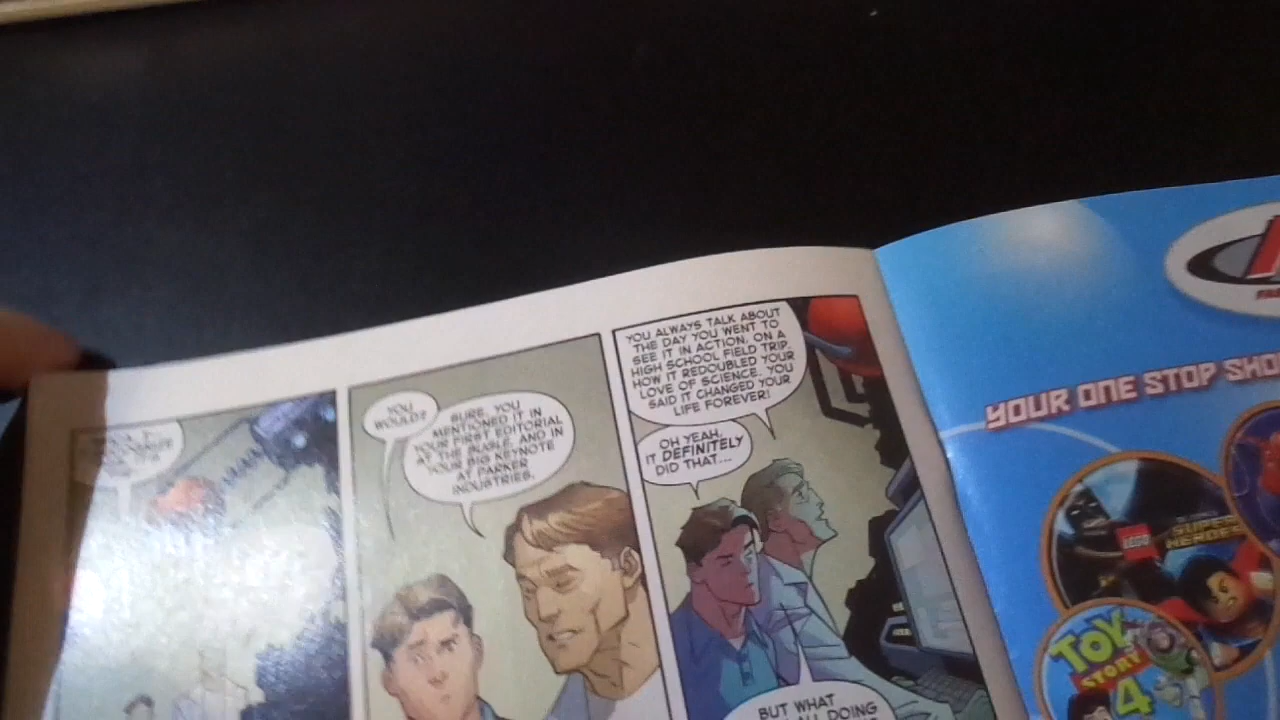 YOU
WOULD?
SURE. YOU
MENTIONED IT IN
YOUR FIRST EDITORIAL
AT THE BUGLE, AND IN
YOUR BIG KEYNOTE
AT PARKER
INDUSTRIES.
YOU ALWAYS TALK ABOUT
THE DAY YOU WENT TO
SEE IT IN ACTION, ON A
HIGH SCHOOL FIELD TRIP.
HOW IT REDOUBLED YOUR
LOVE OF SCIENCE. YOU
SAID IT CHANGED YOUR
LIFE FOREVER!
OH YEAH,
IT DEFINITELY
DID THAT...
BUT WHAT
ALL DOING
YOUR ONE STOP SHO
LEGO
SUPER
HEROES
TOY
STORY
4